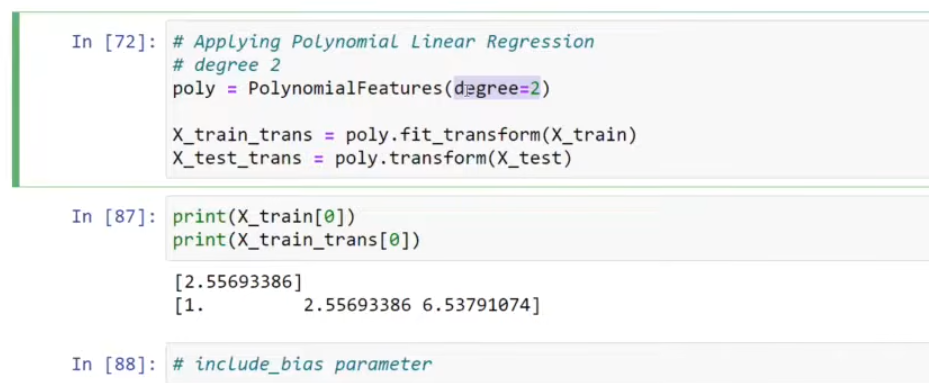 In [72]: # Applying Polynomial Linear Regression
# degree 2
poly = PolynomialFeatures(degree=2)
X_train_trans = poly.fit_transform(X_train)
X_test_trans = poly.transform(X_test)
In [87]: print(X_train[0])
print(X_train_trans[0])
[2.55693386]
[1.         2.55693386 6.53791074]
In [88]: # include_bias parameter